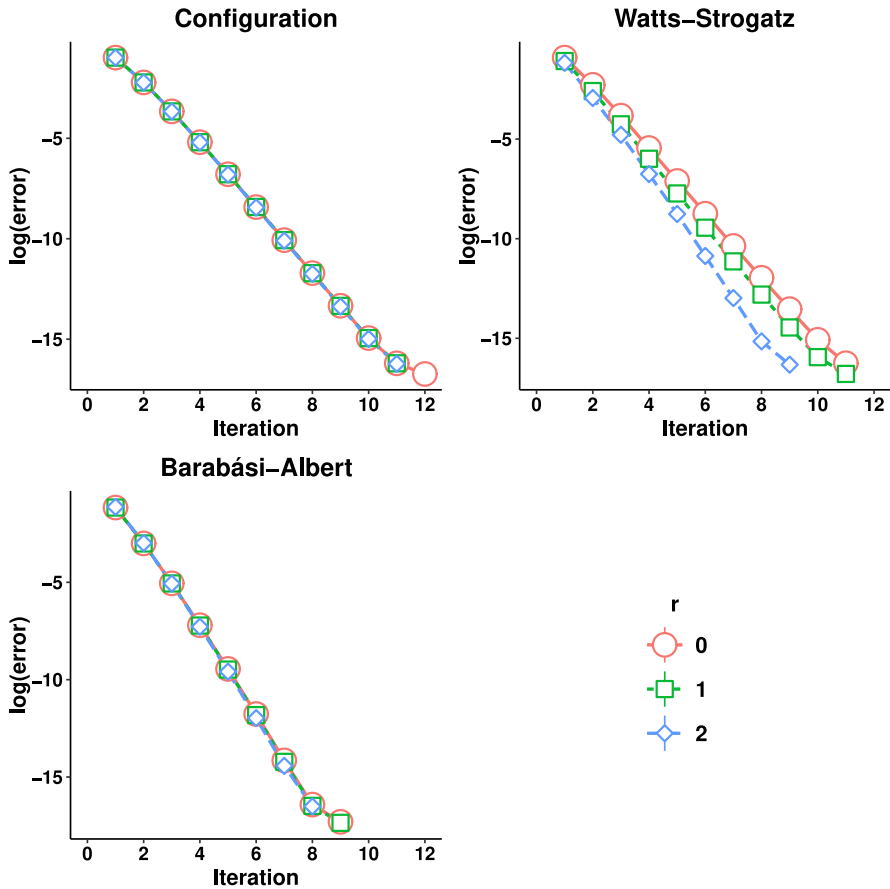 Configuration
−5
−10
−15
log(error)
0 2 4 6 8 10 12
Iteration
Watts−Strogatz
−5
−10
−15
log(error)
0 2 4 6 8 10 12
Iteration
Barabási−Albert
−5
−10
−15
log(error)
0 2 4 6 8 10 12
Iteration
r
0
1
2